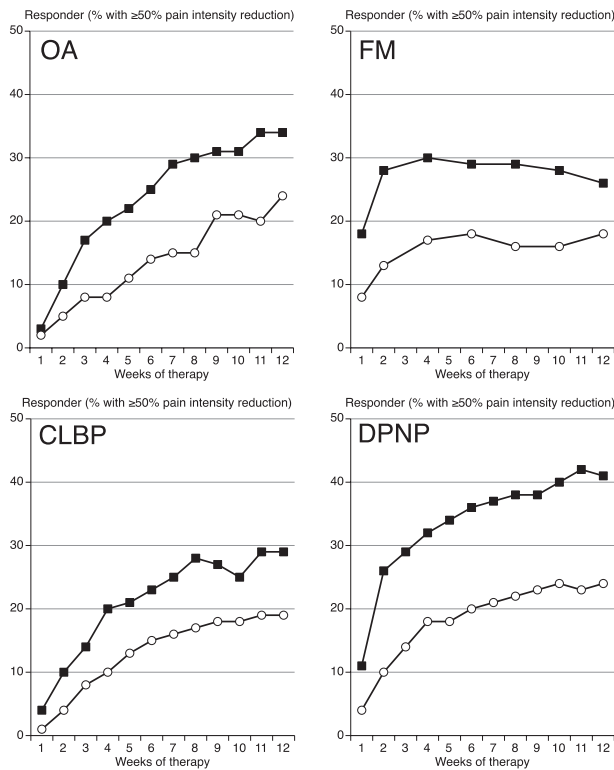 Responder (% with ≥50% pain intensity reduction)
OA
50
40
30
20
10
0
1 2 3 4 5 6 7 8 9 10 11 12
Weeks of therapy
Responder (% with ≥50% pain intensity reduction)
FM
50
40
30
20
10
0
1 2 3 4 5 6 7 8 9 10 11 12
Weeks of therapy
Responder (% with ≥50% pain intensity reduction)
CLBP
50
40
30
20
10
0
1 2 3 4 5 6 7 8 9 10 11 12
Weeks of therapy
Responder (% with ≥50% pain intensity reduction)
DPNP
50
40
30
20
10
0
1 2 3 4 5 6 7 8 9 10 11 12
Weeks of therapy